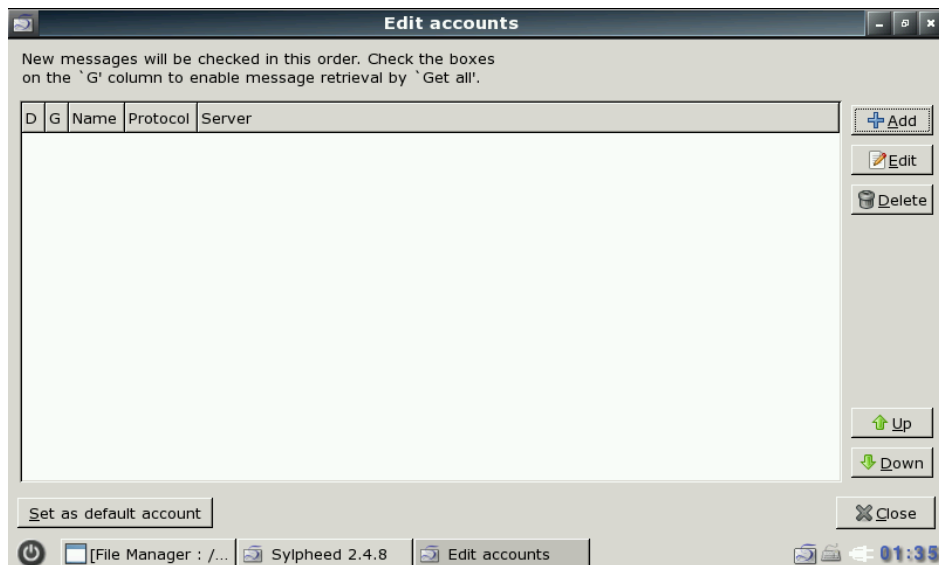 Edit accounts
New messages will be checked in this order. Check the boxes
on the `G' column to enable message retrieval by `Get all'.
D G Name Protocol Server
Add
Edit
Delete
Up
Down
Set as default account
Close
[File Manager : /...
Sylpheed 2.4.8
Edit accounts
01:35